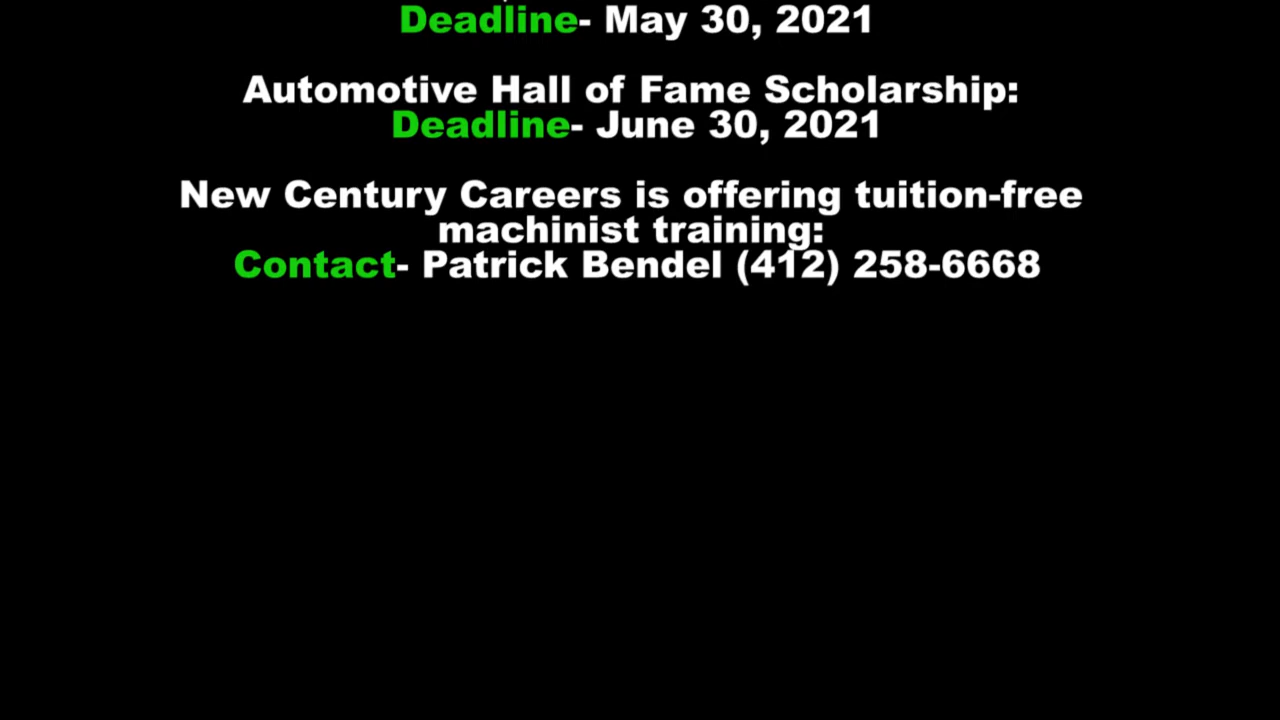 Deadline- May 30, 2021
Automotive Hall of Fame Scholarship:
Deadline- June 30, 2021
New Century Careers is offering tuition-free
machinist training:
Contact- Patrick Bendel (412) 258-6668